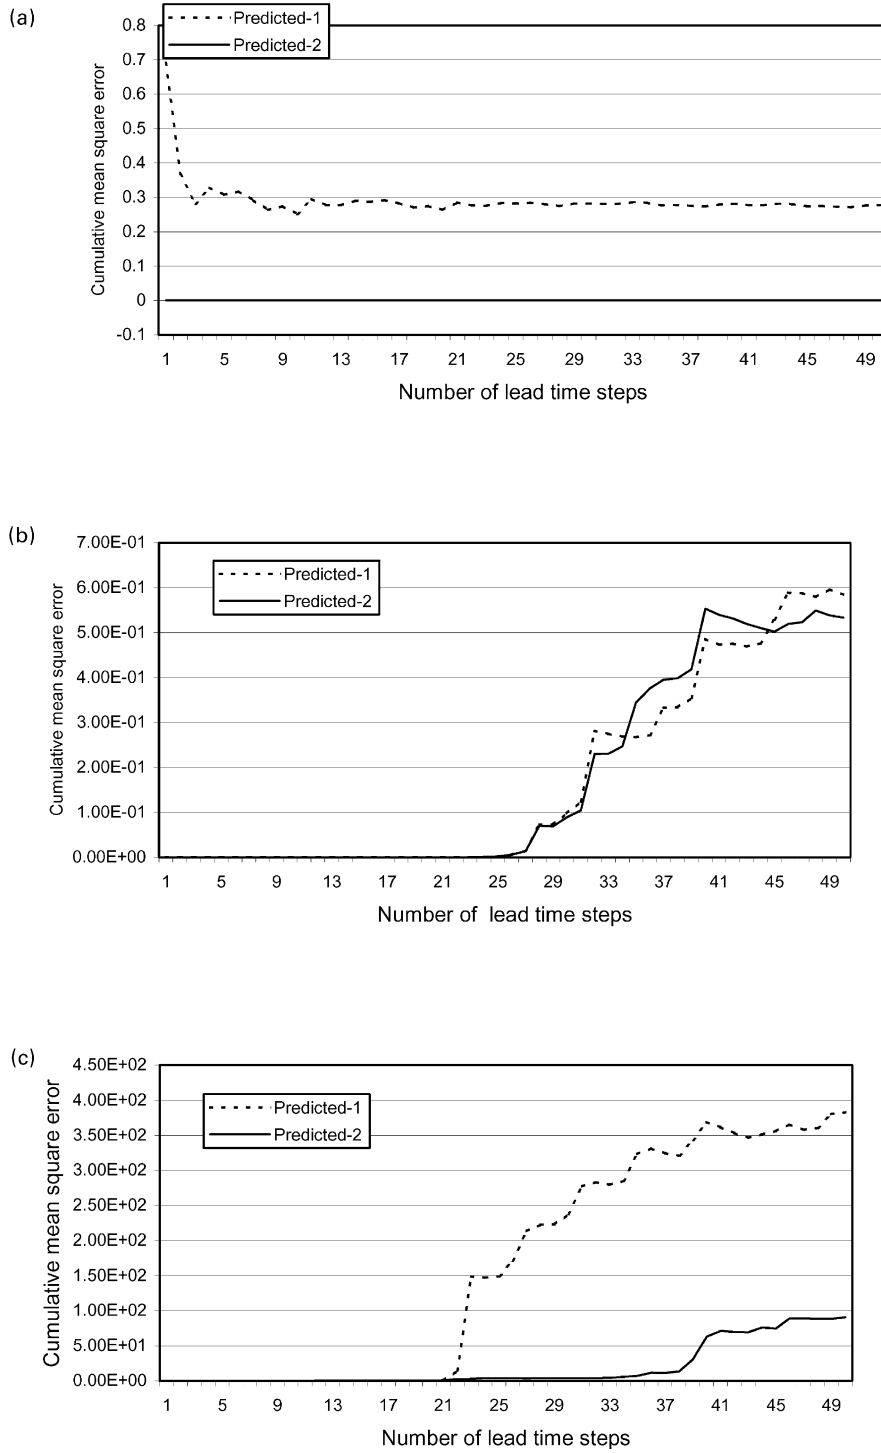 (a)
Predicted-1
Predicted-2
Cumulative mean square error
0.8
0.7
0.6
0.5
0.4
0.3
0.2
0.1
0
-0.1
1 5 9 13 17 21 25 29 33 37 41 45 49
Number of lead time steps
(b)
Predicted-1
Predicted-2
Cumulative mean square error
7.00E-01
6.00E-01
5.00E-01
4.00E-01
3.00E-01
2.00E-01
1.00E-01
0.00E+00
1 5 9 13 17 21 25 29 33 37 41 45 49
Number of lead time steps
(c)
Predicted-1
Predicted-2
Cumulative mean square error
4.50E+02
4.00E+02
3.50E+02
3.00E+02
2.50E+02
2.00E+02
1.50E+02
1.00E+02
5.00E+01
0.00E+00
1 5 9 13 17 21 25 29 33 37 41 45 49
Number of lead time steps